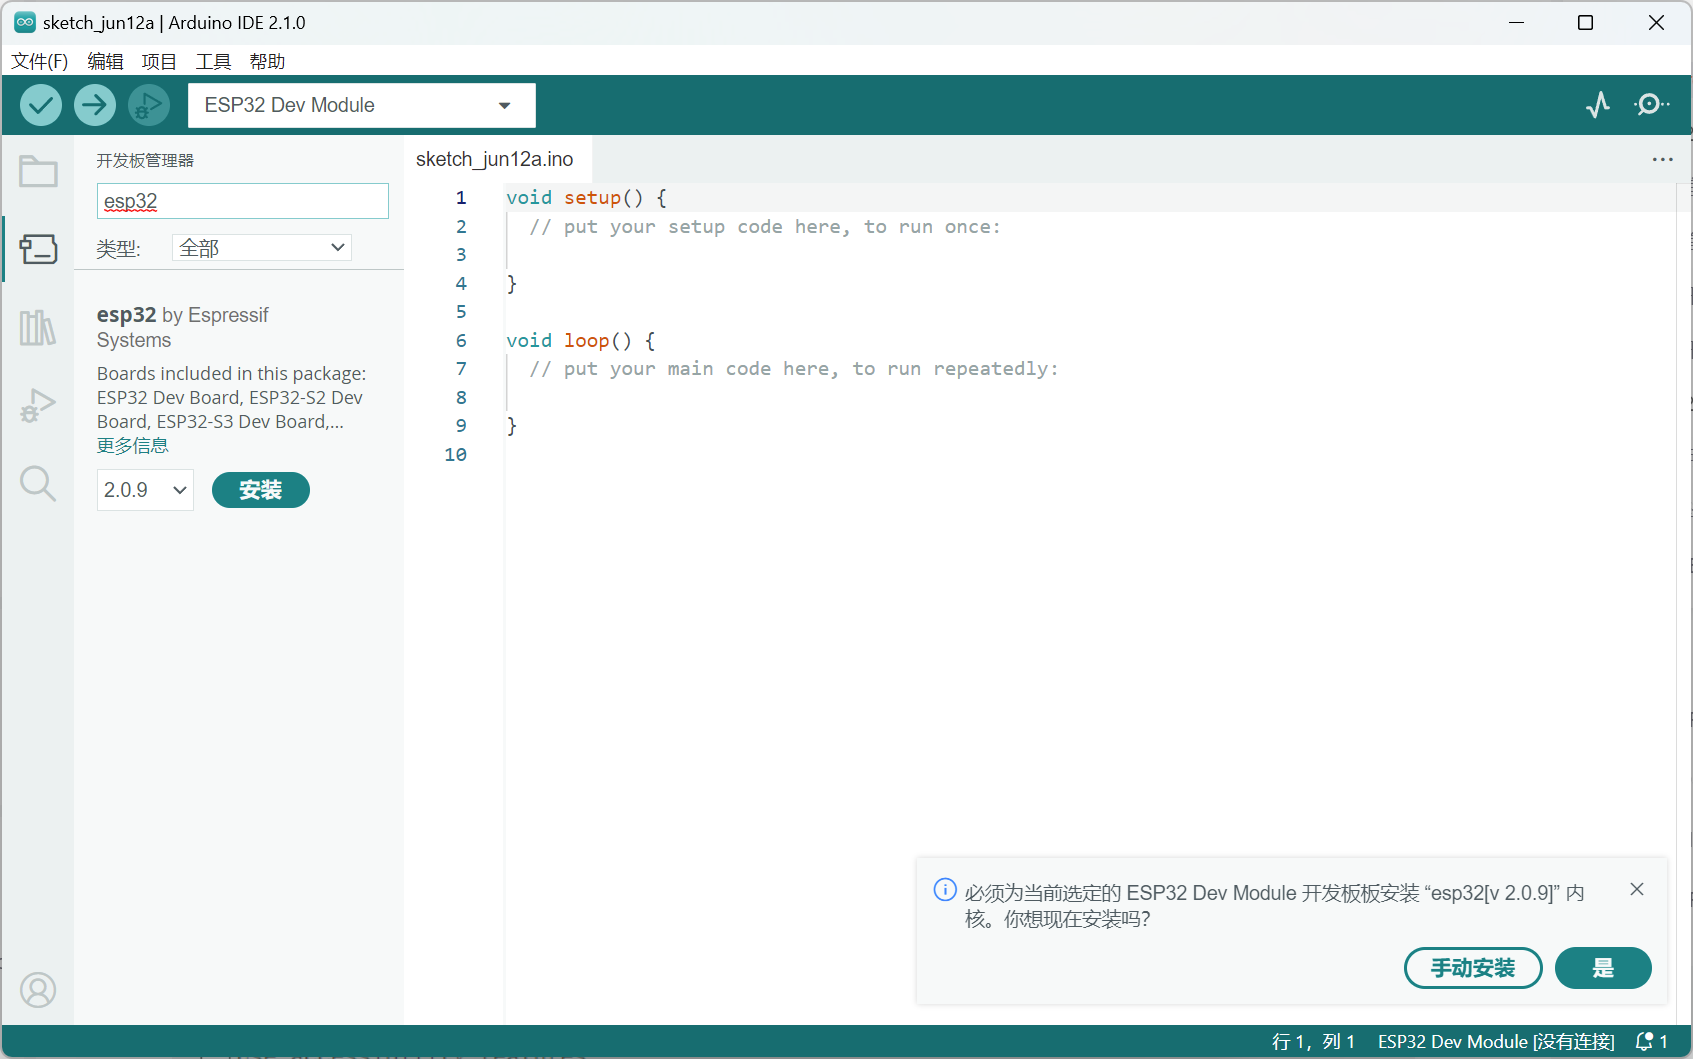 sketch_jun12a | Arduino IDE 2.1.0
文件(F) 编辑 项目 工具 帮助
ESP32 Dev Module
开发板管理器
esp32
类型: 全部
esp32 by Espressif
Systems
Boards included in this package:
ESP32 Dev Board, ESP32-S2 Dev
Board, ESP32-S3 Dev Board,...
更多信息
2.0.9 安装
sketch_jun12a.ino
1 void setup() {
2 // put your setup code here, to run once:
3
4 }
5
6 void loop() {
7 // put your main code here, to run repeatedly:
8
9 }
10
必须为当前选定的 ESP32 Dev Module 开发板板安装 “esp32[v 2.0.9]” 内
核。你想现在安装吗?
手动安装 是
行 1，列 1 ESP32 Dev Module [没有连接] 1